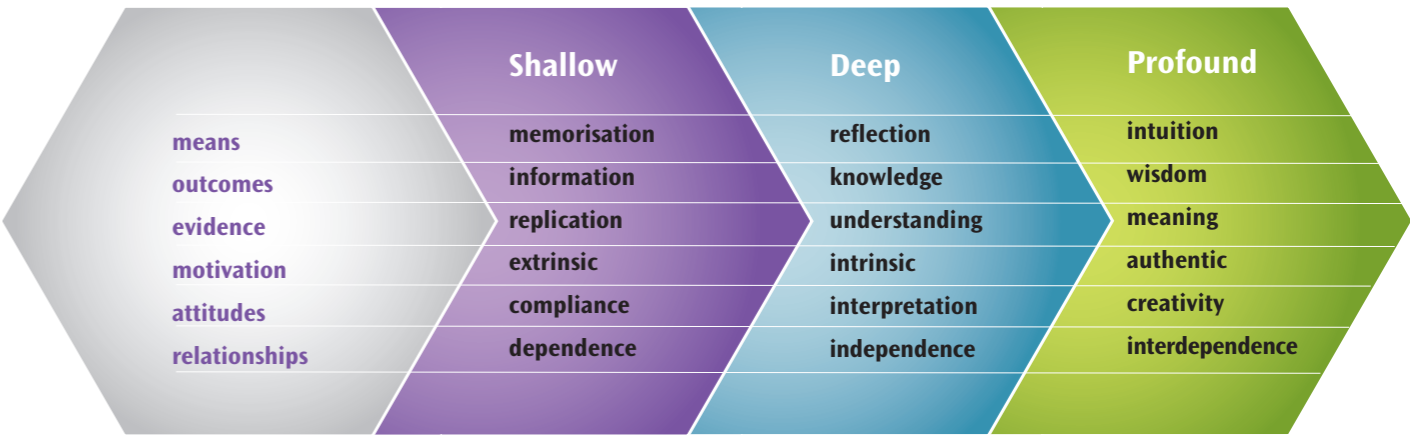 Shallow Deep Profound
means memorisation reflection intuition
outcomes information knowledge wisdom
evidence replication understanding meaning
motivation extrinsic intrinsic authentic
attitudes compliance interpretation creativity
relationships dependence independence interdependence